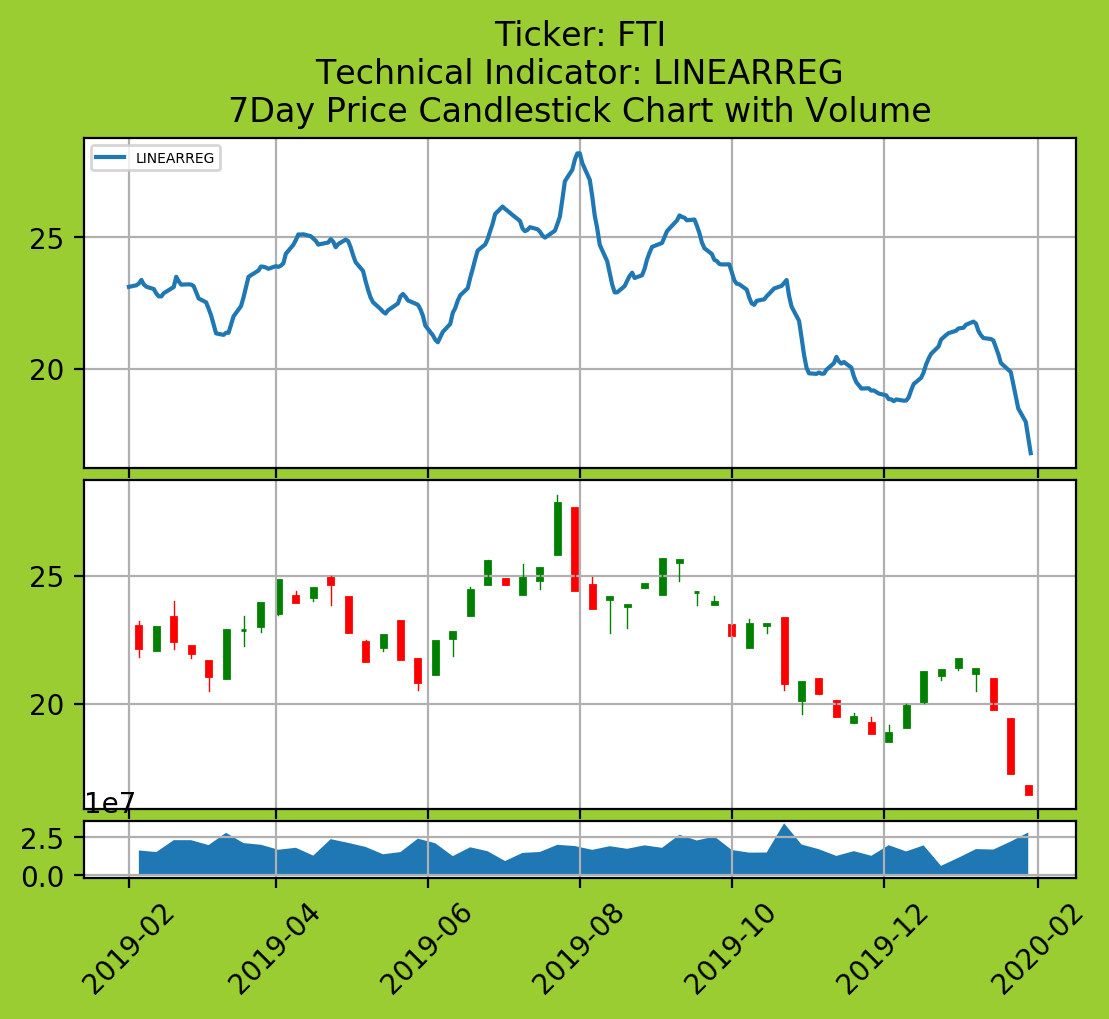 Ticker: FTI
Technical Indicator: LINEARREG
7Day Price Candlestick Chart with Volume
LINEARREG
25
20
25
20
1e7
2.5
0.0
2019-02
2019-04
2019-06
2019-08
2019-10
2019-12
2020-02